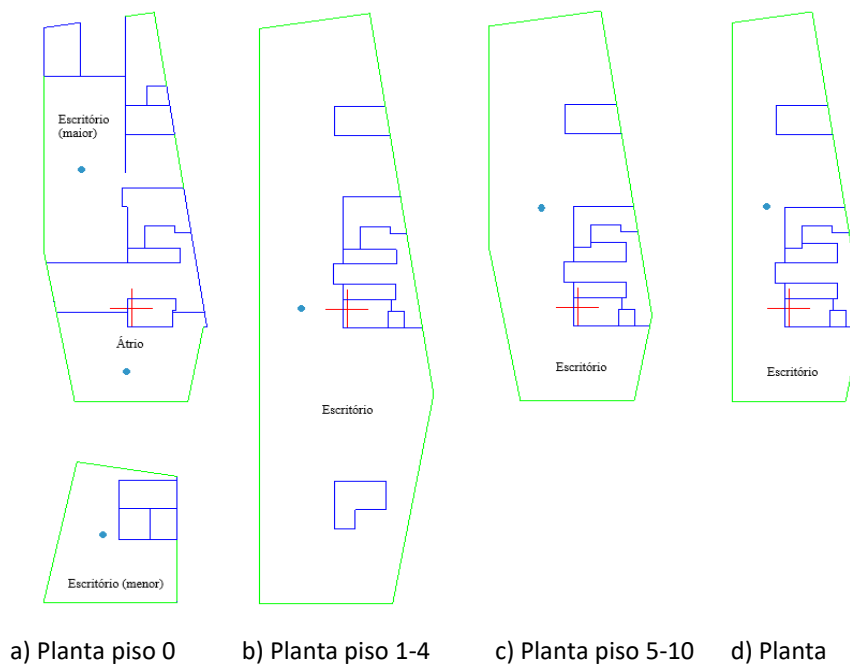 Escritório
(maior)
Átrio
Escritório (menor)
Escritório
Escritório
Escritório
a) Planta piso 0
b) Planta piso 1-4
c) Planta piso 5-10
d) Planta